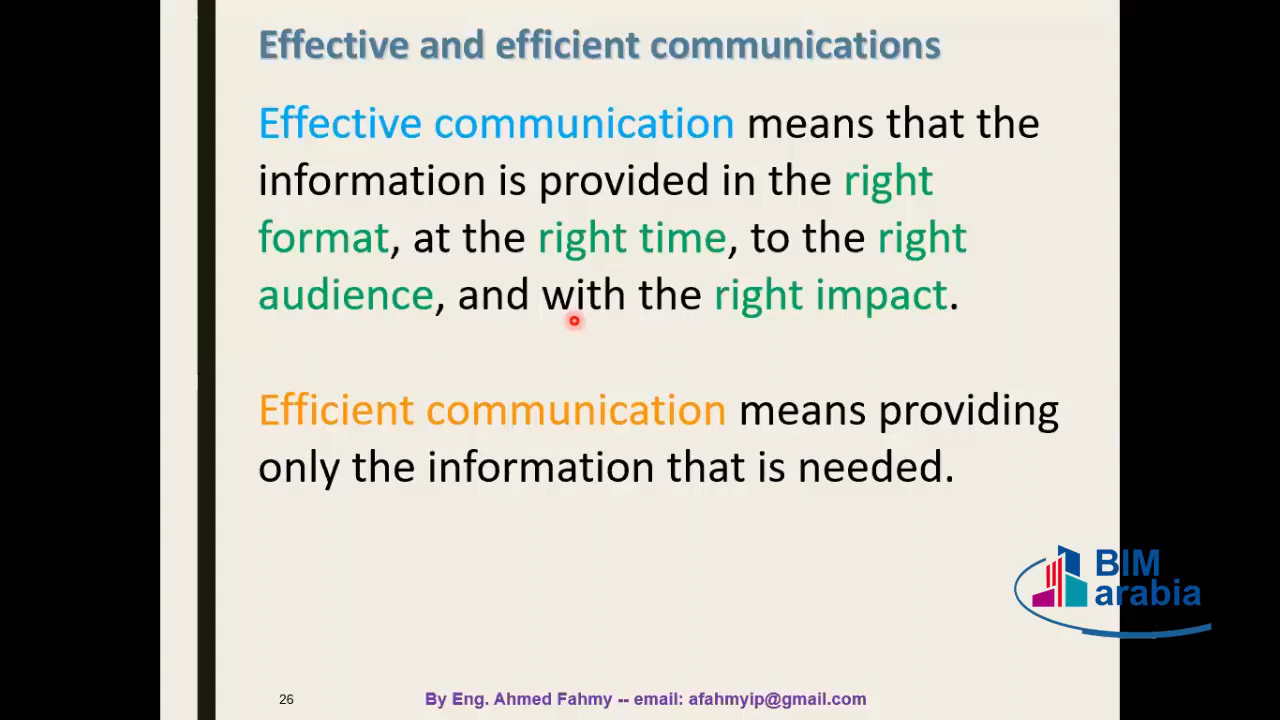 Effective and efficient communications
Effective communication means that the
information is provided in the right
format, at the right time, to the right
audience, and with the right impact.
Efficient communication means providing
only the information that is needed.
BIM
arabia
26
By Eng. Ahmed Fahmy -- email: afahmyip@gmail.com